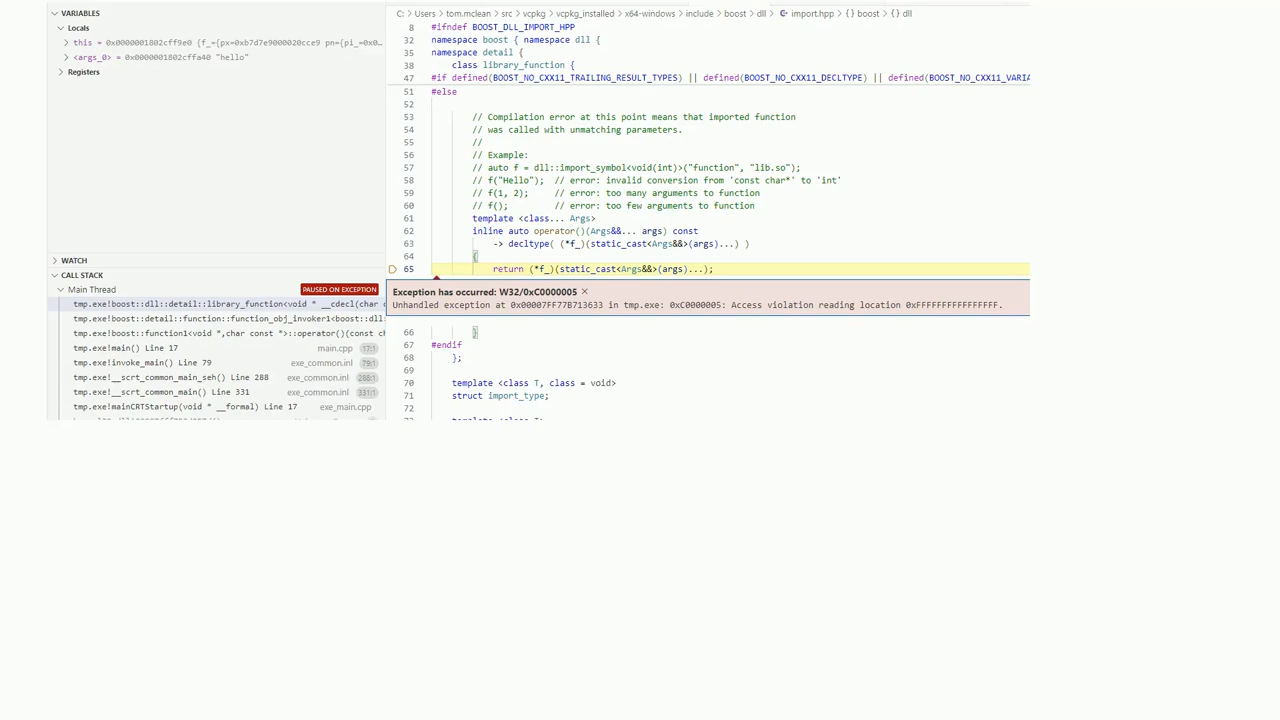 VARIABLES
Locals
this = 0x0000001802cff9e0 {f_={px=0xb7d7e9000020cce9 pn={pi_=0x0…
<args_0> = 0x0000001802cffa40 "hello"
Registers
WATCH
CALL STACK
Main Thread PAUSED ON EXCEPTION
tmp.exe!boost::dll::detail::library_function<void * __cdecl(char c
tmp.exe!boost::detail::function::function_obj_invoker1<boost::dll:
tmp.exe!boost::function1<void *,char const *>::operator()(const ch
tmp.exe!main() Line 17 main.cpp 17:1
tmp.exe!invoke_main() Line 79 exe_common.inl 79:1
tmp.exe!__scrt_common_main_seh() Line 288 exe_common.inl 288:1
tmp.exe!__scrt_common_main() Line 331 exe_common.inl 331:1
tmp.exe!mainCRTStartup(void * __formal) Line 17 exe_main.cpp
C: > Users > tom.mclean > src > vcpkg > vcpkg_installed > x64-windows > include > boost > dll > import.hpp > {} boost > {} dll
8 #ifndef BOOST_DLL_IMPORT_HPP
32 namespace boost { namespace dll {
35 namespace detail {
38 class library_function {
47 #if defined(BOOST_NO_CXX11_TRAILING_RESULT_TYPES) || defined(BOOST_NO_CXX11_DECLTYPE) || defined(BOOST_NO_CXX11_VARIA
51 #else
52
53 // Compilation error at this point means that imported function
54 // was called with unmatching parameters.
55 //
56 // Example:
57 // auto f = dll::import_symbol<void(int)>("function", "lib.so");
58 // f("Hello"); // error: invalid conversion from 'const char*' to 'int'
59 // f(1, 2); // error: too many arguments to function
60 // f(); // error: too few arguments to function
61 template <class... Args>
62 inline auto operator()(Args&&... args) const
63 -> decltype( (*f_)(static_cast<Args&&>(args)...) )
64 {
65 return (*f_)(static_cast<Args&&>(args)...);
Exception has occurred: W32/0xC0000005 ×
Unhandled exception at 0x00007FF77B713633 in tmp.exe: 0xC0000005: Access violation reading location 0xFFFFFFFFFFFFFFFF.
66 }
67 #endif
68 };
69
70 template <class T, class = void>
71 struct import_type;
72